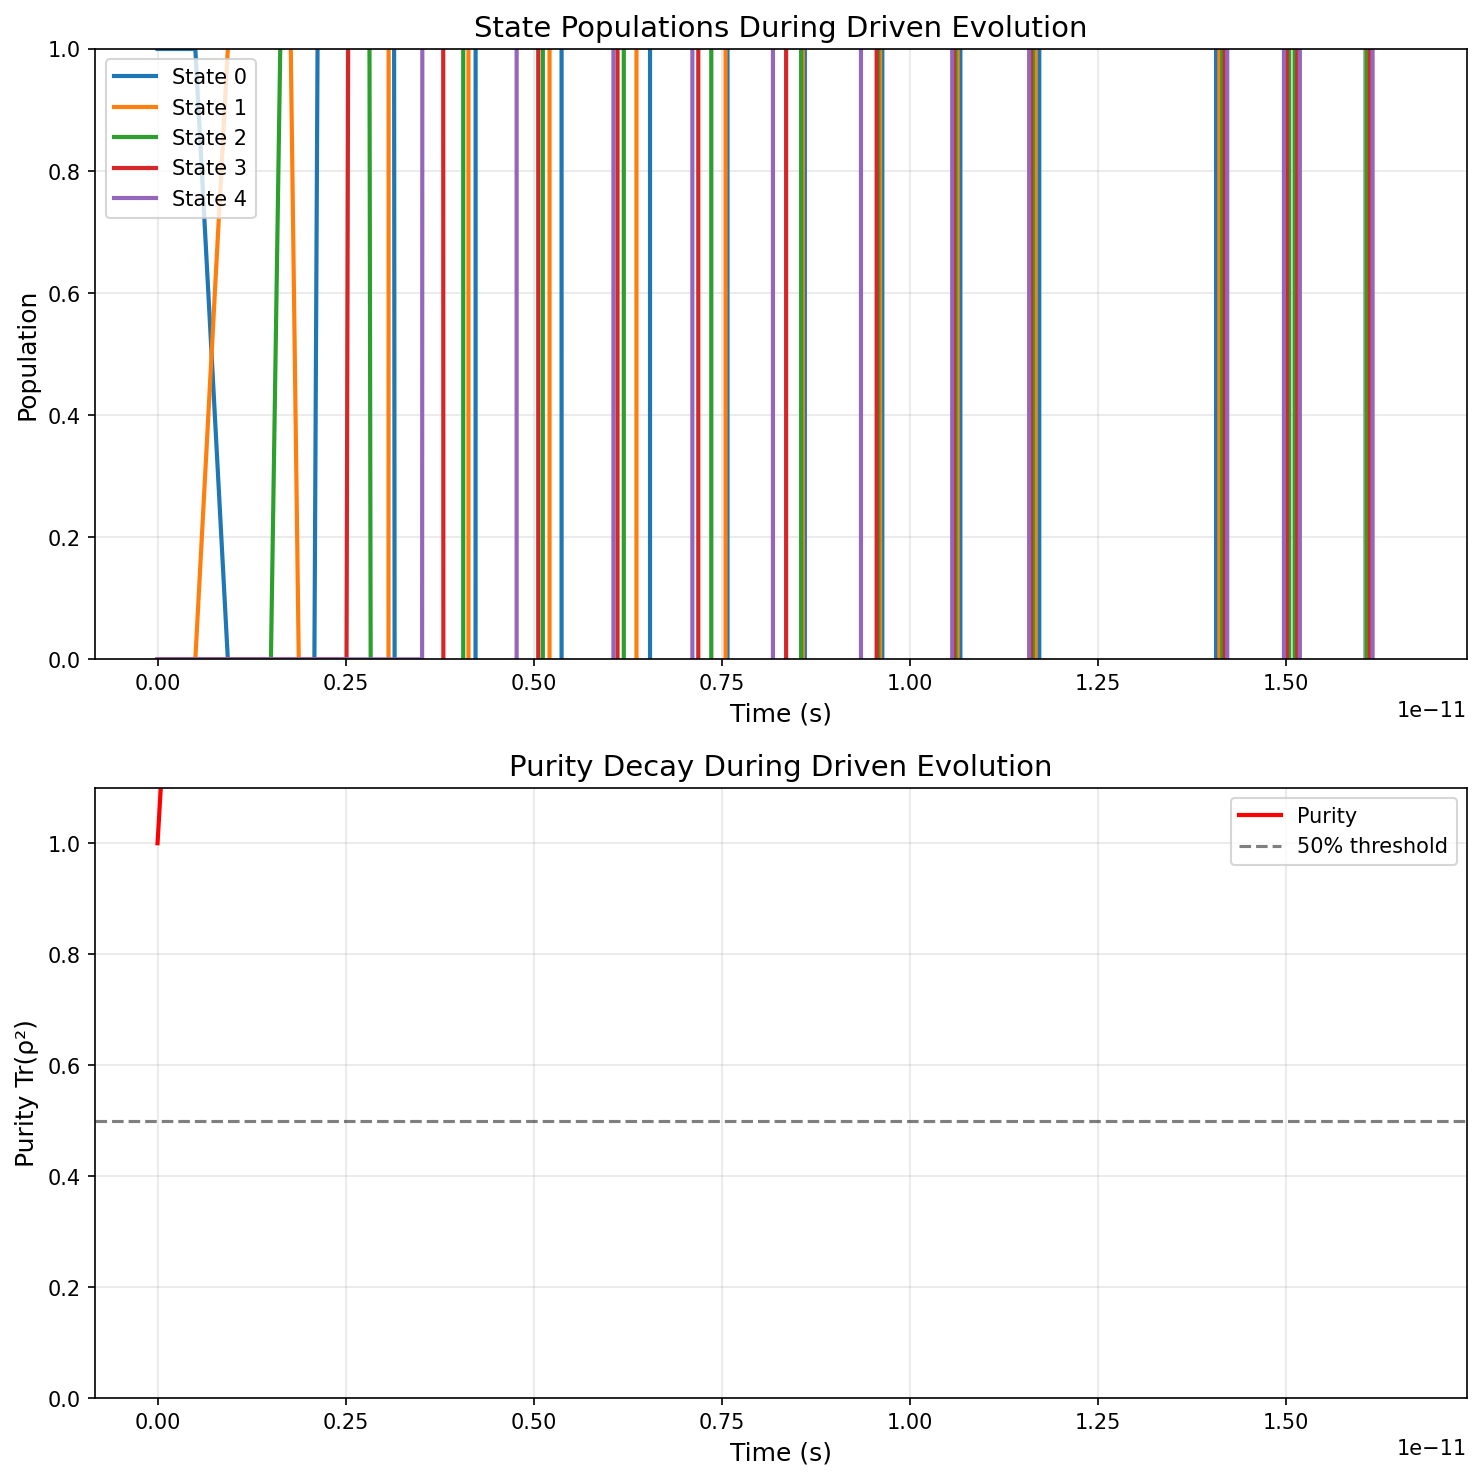 State Populations During Driven Evolution
1.0
0.8
0.6
0.4
0.2
0.0
Population
State 0
State 1
State 2
State 3
State 4
0.00 0.25 0.50 0.75 1.00 1.25 1.50
Time (s)
1e−11
Purity Decay During Driven Evolution
1.0
0.8
0.6
0.4
0.2
0.0
Purity Tr(ρ²)
Purity
50% threshold
0.00 0.25 0.50 0.75 1.00 1.25 1.50
Time (s)
1e−11